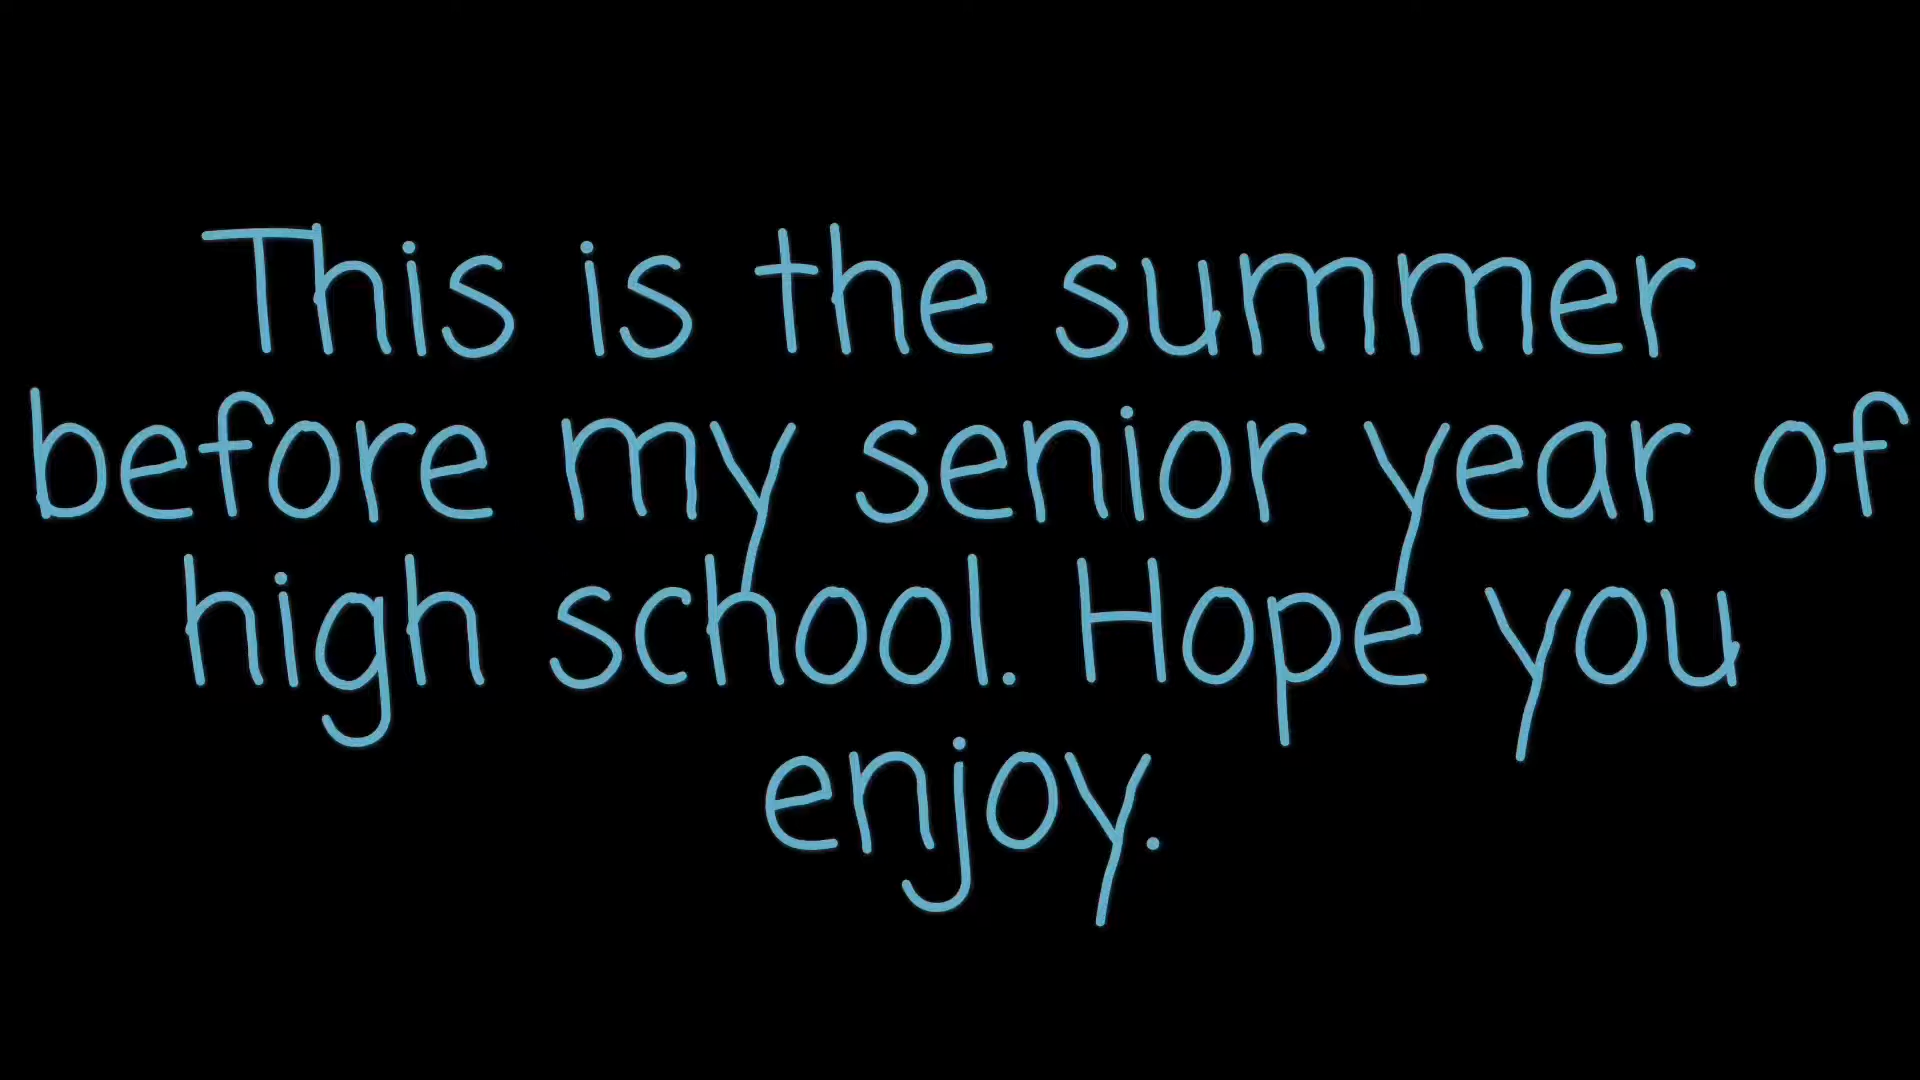 This is the summer
before my senior year of
high school. Hope you
enjoy.